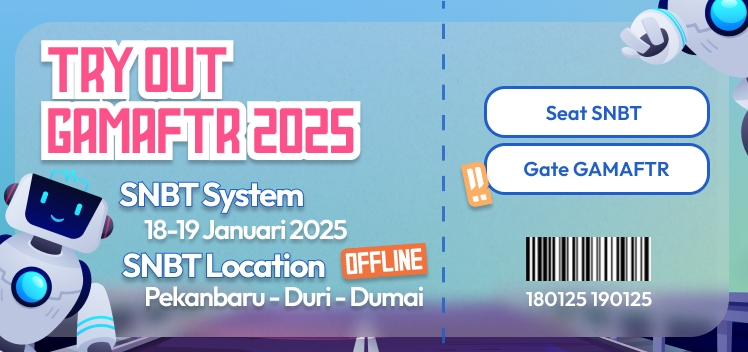 TRY OUT
GAMAFTR 2025
SNBT System
18-19 Januari 2025
SNBT Location OFFLINE
Pekanbaru - Duri - Dumai
Seat SNBT
Gate GAMAFTR
!!
180125 190125